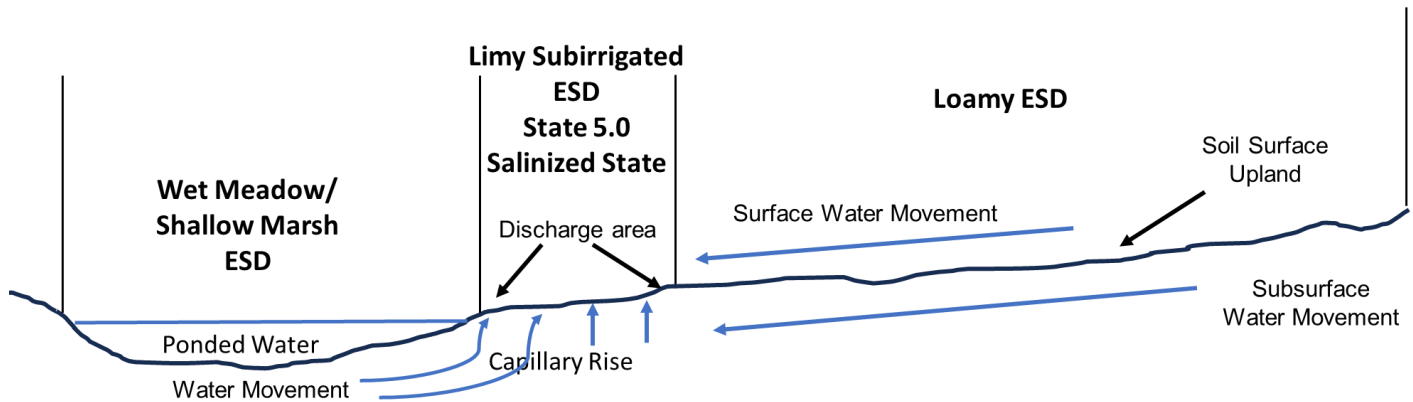 Limy Subirrigated
ESD
State 5.0
Salinized State
Loamy ESD
Wet Meadow/
Shallow Marsh
ESD
Soil Surface
Upland
Surface Water Movement
Discharge area
Subsurface
Water Movement
Ponded Water
Capillary Rise
Water Movement